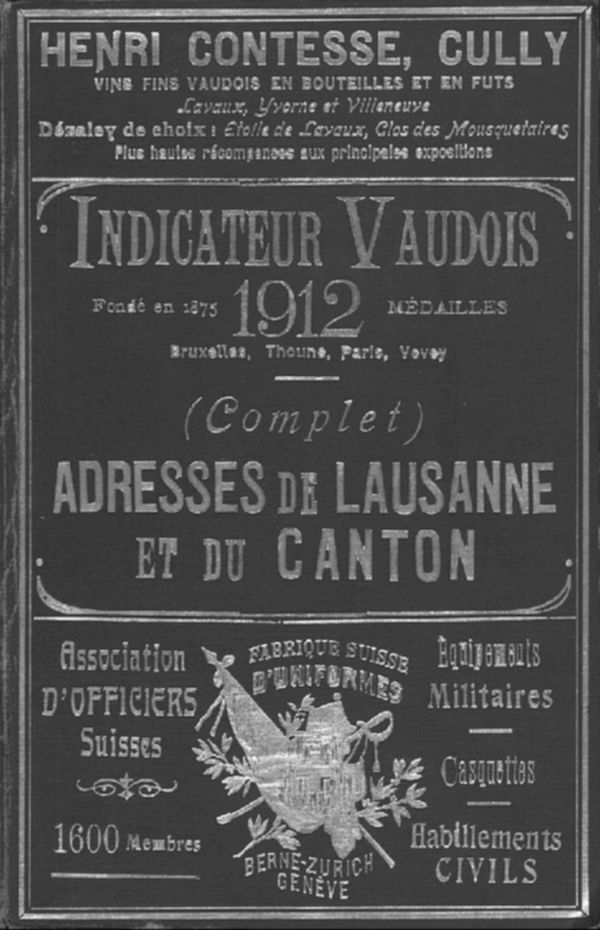 HENRI CONTESSE, CULLY
VINS FINS VAUDOIS EN BOUTEILLES ET EN FUTS
Lavaux, Yvorne et Villeneuve
Dézaley de choix : Étoile de Lavaux, Clos des Mousquetaires
Plus hautes récompenses aux principales expositions
INDICATEUR VAUDOIS
Fondé en 1875 1912 MÉDAILLES
Bruxelles, Thoune, Paris, Vevey
(Complet)
ADRESSES DE LAUSANNE
ET DU CANTON
Association
D'OFFICIERS
Suisses
1600 Membres
FABRIQUE SUISSE
D'UNIFORMES
BERNE-ZURICH
GENÈVE
Equipements
Militaires
Casquettes
Habillements
CIVILS